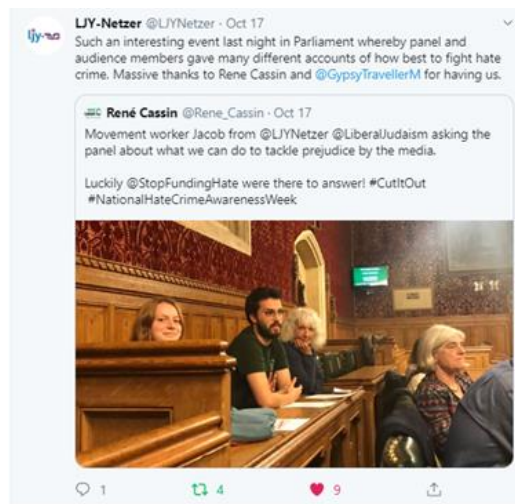 LJY-Netzer @LJYNetzer · Oct 17
Such an interesting event last night in Parliament whereby panel and
audience members gave many different accounts of how best to fight hate
crime. Massive thanks to Rene Cassin and @GypsyTravellerM for having us.
René Cassin @Rene_Cassin · Oct 17
Movement worker Jacob from @LJYNetzer @LiberalJudaism asking the
panel about what we can do to tackle prejudice by the media.
Luckily @StopFundingHate were there to answer! #CutItOut
#NationalHateCrimeAwarenessWeek
1 4 9